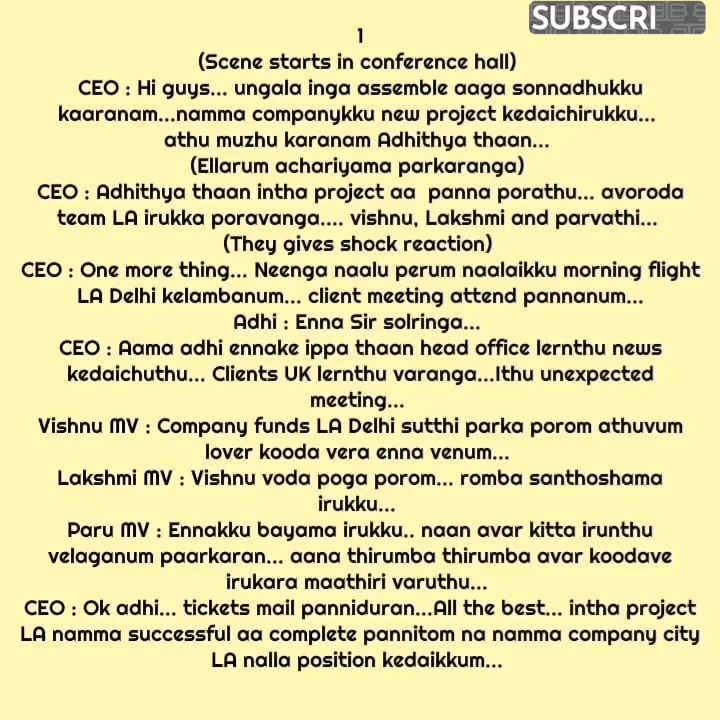 SUBSCRI
1
(Scene starts in conference hall)
CEO : Hi guys... ungala inga assemble aaga sonnadhukku
kaaranam...namma companykku new project kedaichirukku...
athu muzhu karanam Adhithya thaan...
(Ellarum achariyama parkaranga)
CEO : Adhithya thaan intha project aa panna porathu... avoroda
team LA irukka poravanga.... vishnu, Lakshmi and parvathi...
(They gives shock reaction)
CEO : One more thing... Neenga naalu perum naalaikku morning flight
LA Delhi kelambanum... client meeting attend pannanum...
Adhi : Enna Sir solringa...
CEO : Aama adhi ennake ippa thaan head office lernthu news
kedaichuthu... Clients UK lernthu varanga...Ithu unexpected
meeting...
Vishnu MV : Company funds LA Delhi sutthi parka porom athuvum
lover kooda vera enna venum...
Lakshmi MV : Vishnu voda poga porom... romba santhoshama
irukku...
Paru MV : Ennakku bayama irukku.. naan avar kitta irunthu
velaganum paarkaran... aana thirumba thirumba avar koodave
irukara maathiri varuthu...
CEO : Ok adhi... tickets mail panniduran...All the best... intha project
LA namma successful aa complete pannitom na namma company city
LA nalla position kedaikkum...